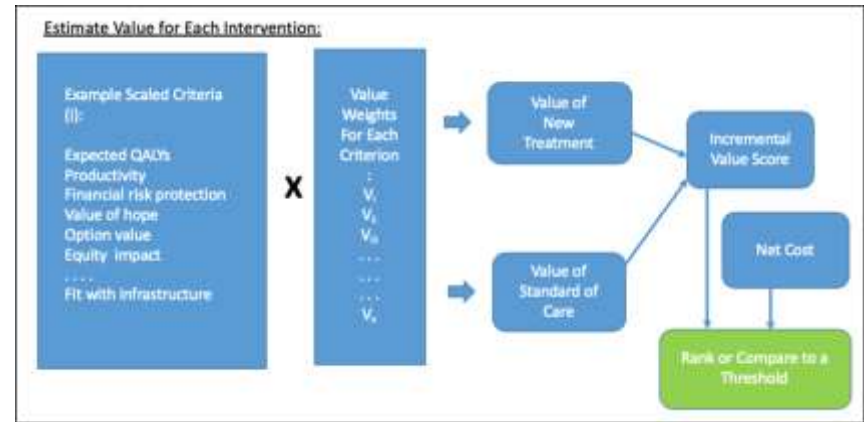 Estimate Value for Each Intervention:
Example Scaled Criteria
(i):
Expected QALYs
Productivity
Financial risk protection
Value of hope
Option value
Equity impact
. . . .
Fit with infrastructure
X
Value
Weights
For Each
Criterion
:
V
V
V
. . .
. . .
. . .
V
Value of
New
Treatment
Value of
Standard of
Care
Incremental
Value Score
Net Cost
Rank or Compare to a
Threshold